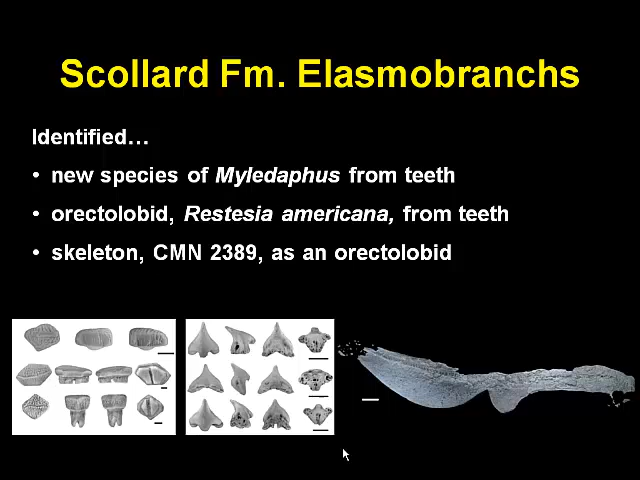 Scollard Fm. Elasmobranchs
Identified…
• new species of Myledaphus from teeth
• orectolobid, Restesia americana, from teeth
• skeleton, CMN 2389, as an orectolobid